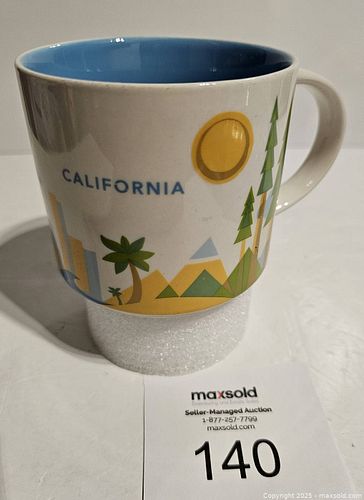 CALIFORNIA
maxsold
Seller-Managed Auction
1-877-257-7799
maxsold.com
140
Copyright 2025 - maxsold.com